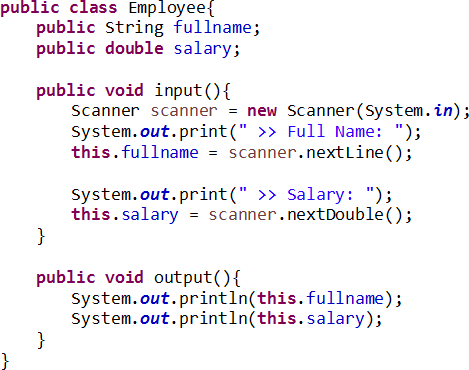 public class Employee{
    public String fullname;
    public double salary;

    public void input(){
        Scanner scanner = new Scanner(System.in);
        System.out.print(" >> Full Name: ");
        this.fullname = scanner.nextLine();

        System.out.print(" >> Salary: ");
        this.salary = scanner.nextDouble();
    }

    public void output(){
        System.out.println(this.fullname);
        System.out.println(this.salary);
    }
}